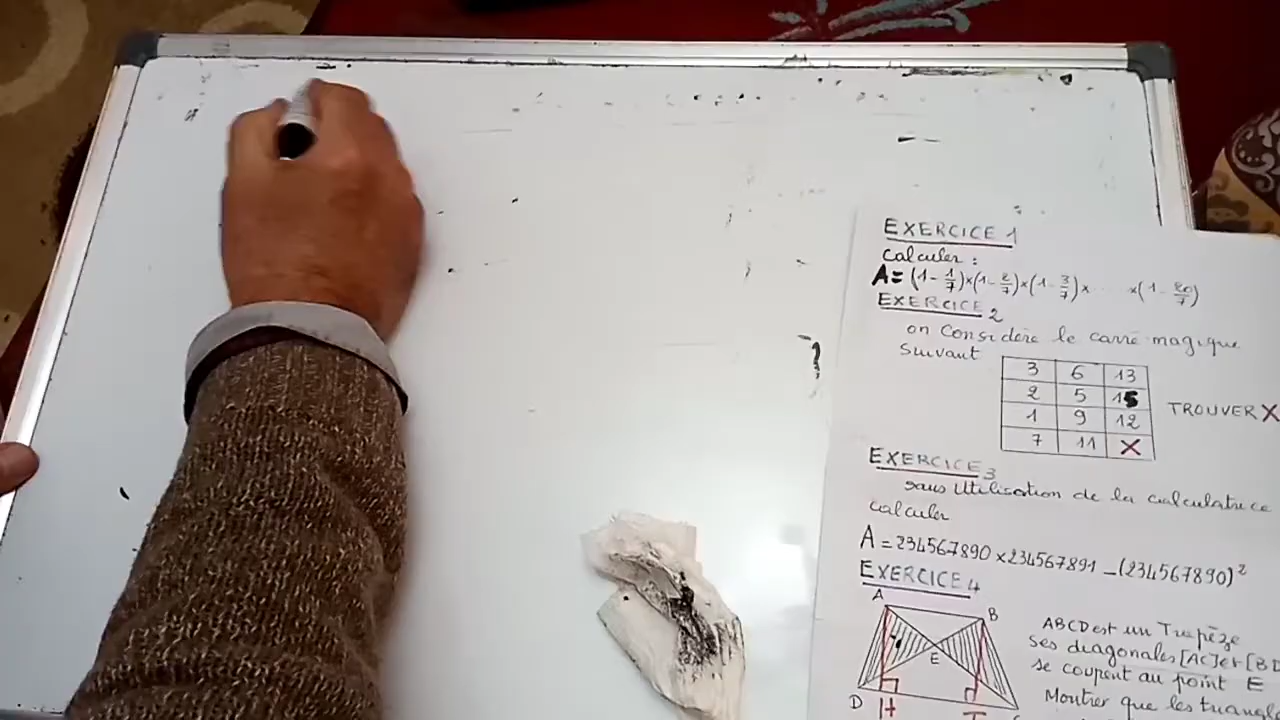 EXERCICE 1
Calculer :
A = (1 - 1/7) × (1 - 2/7) × (1 - 3/7) × ... × (1 - 20/7)
EXERCICE 2
on Considère le carré magique
Suivant
3 6 13
2 5 15
1 9 12
7 11 X
TROUVER X
EXERCICE 3
sans Utilisation de la calculatrice
calculer
A = 234567890 × 234567891 - (234567890)²
EXERCICE 4
A
B
E
D
H
ABCD est un Trapèze
ses diagonales [AC] et [BD
se coupent au point E
Montrer que les triangl